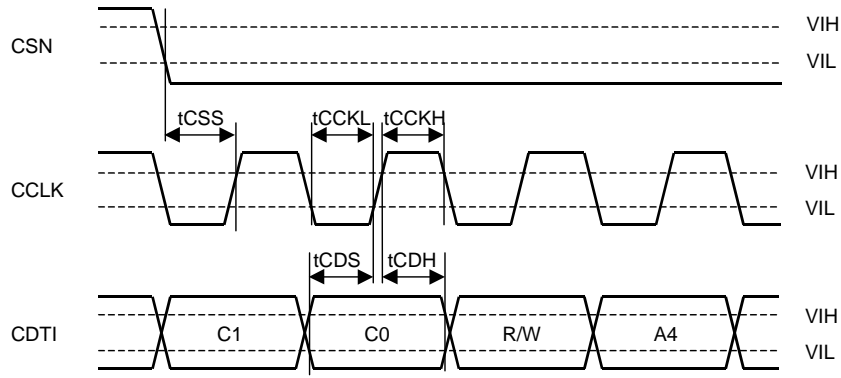 CSN
VIH
VIL
tCSS
tCCKL
tCCKH
CCLK
VIH
VIL
tCDS
tCDH
CDTI
C1
C0
R/W
A4
VIH
VIL